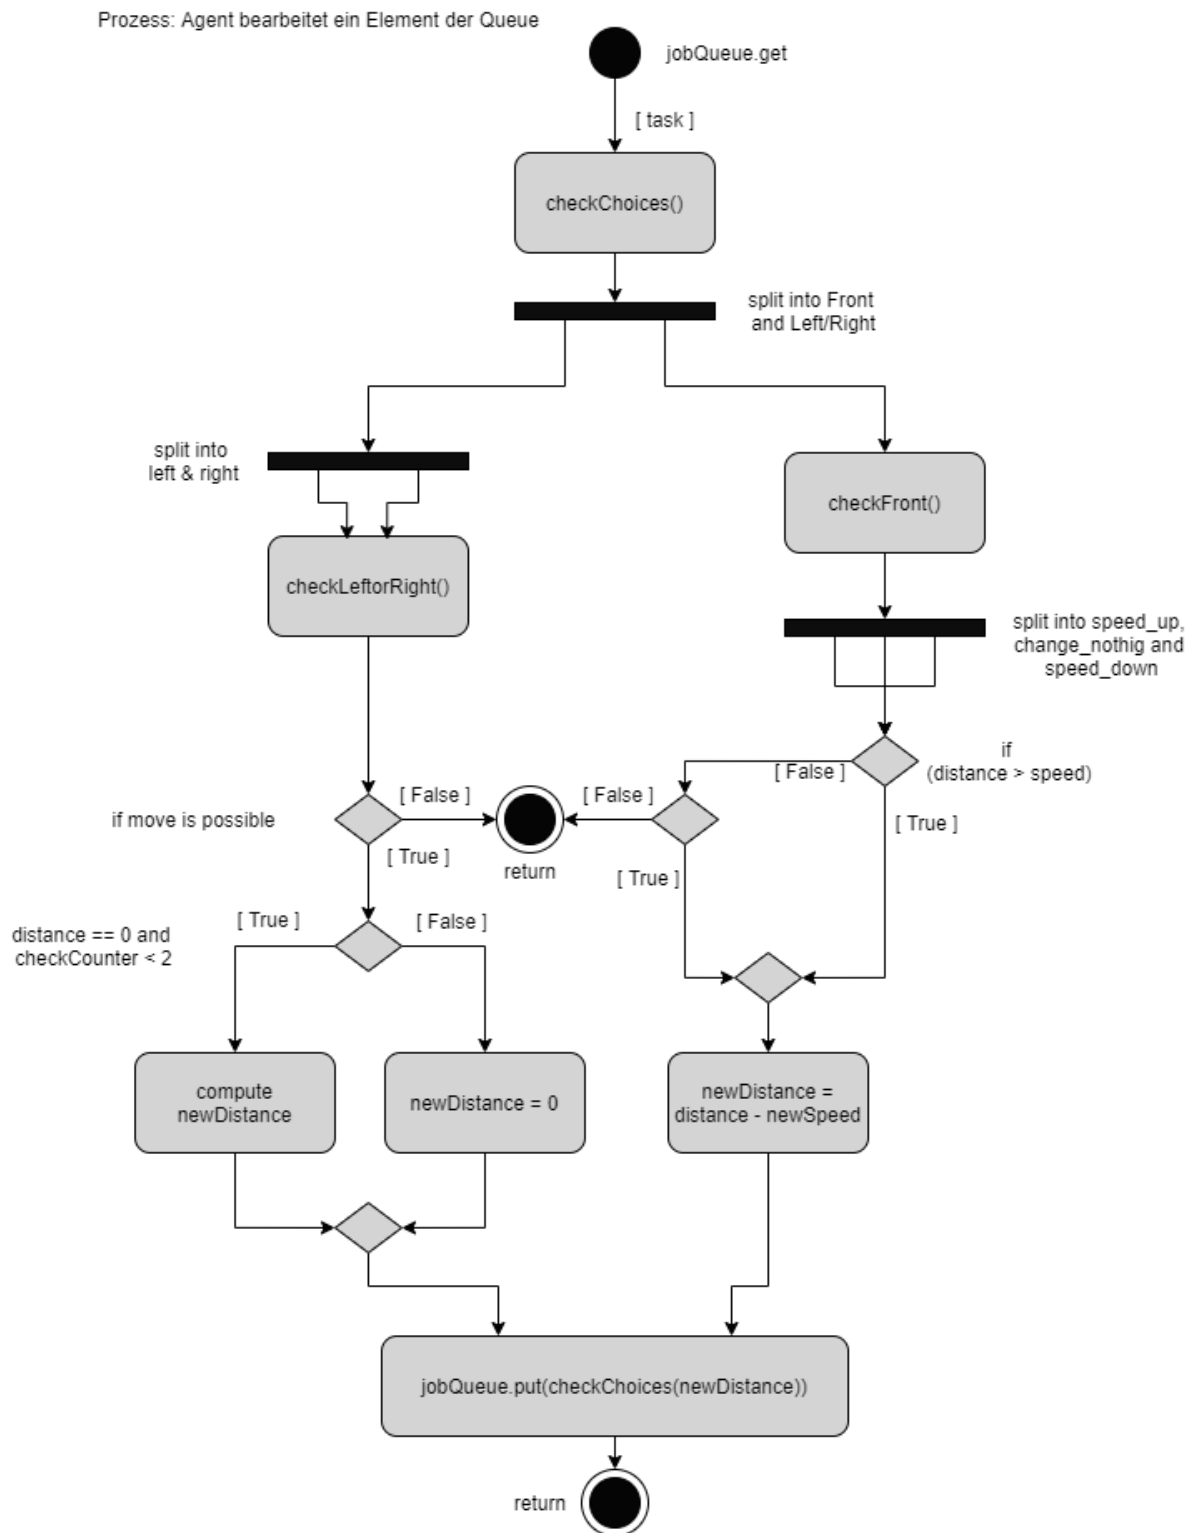 Prozess: Agent bearbeitet ein Element der Queue
jobQueue.get
[ task ]
checkChoices()
split into Front
and Left/Right
split into
left & right
checkLeftorRight()
checkFront()
split into speed_up,
change_nothig and
speed_down
if
(distance > speed)
[ False ]
[ True ]
[ False ]
[ True ]
if move is possible
[ False ]
[ True ]
return
distance == 0 and
checkCounter < 2
[ True ]
[ False ]
compute
newDistance
newDistance = 0
newDistance =
distance - newSpeed
jobQueue.put(checkChoices(newDistance))
return